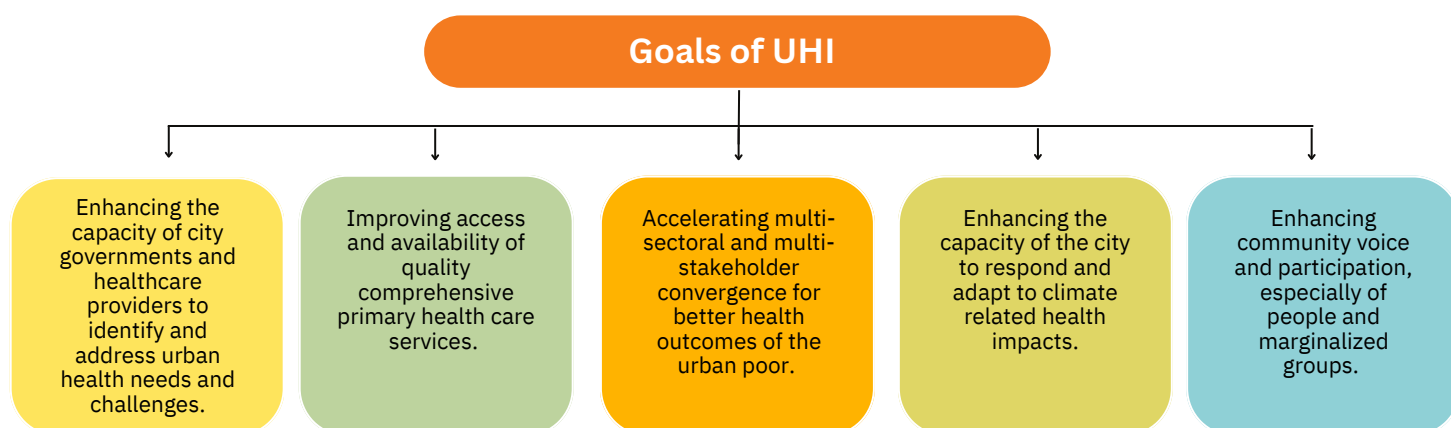 Goals of UHI
Enhancing the
capacity of city
governments and
healthcare
providers to
identify and
address urban
health needs and
challenges.
Improving access
and availability of
quality
comprehensive
primary health care
services.
Accelerating multi-
sectoral and multi-
stakeholder
convergence for
better health
outcomes of the
urban poor.
Enhancing the
capacity of the city
to respond and
adapt to climate
related health
impacts.
Enhancing
community voice
and participation,
especially of
people and
marginalized
groups.